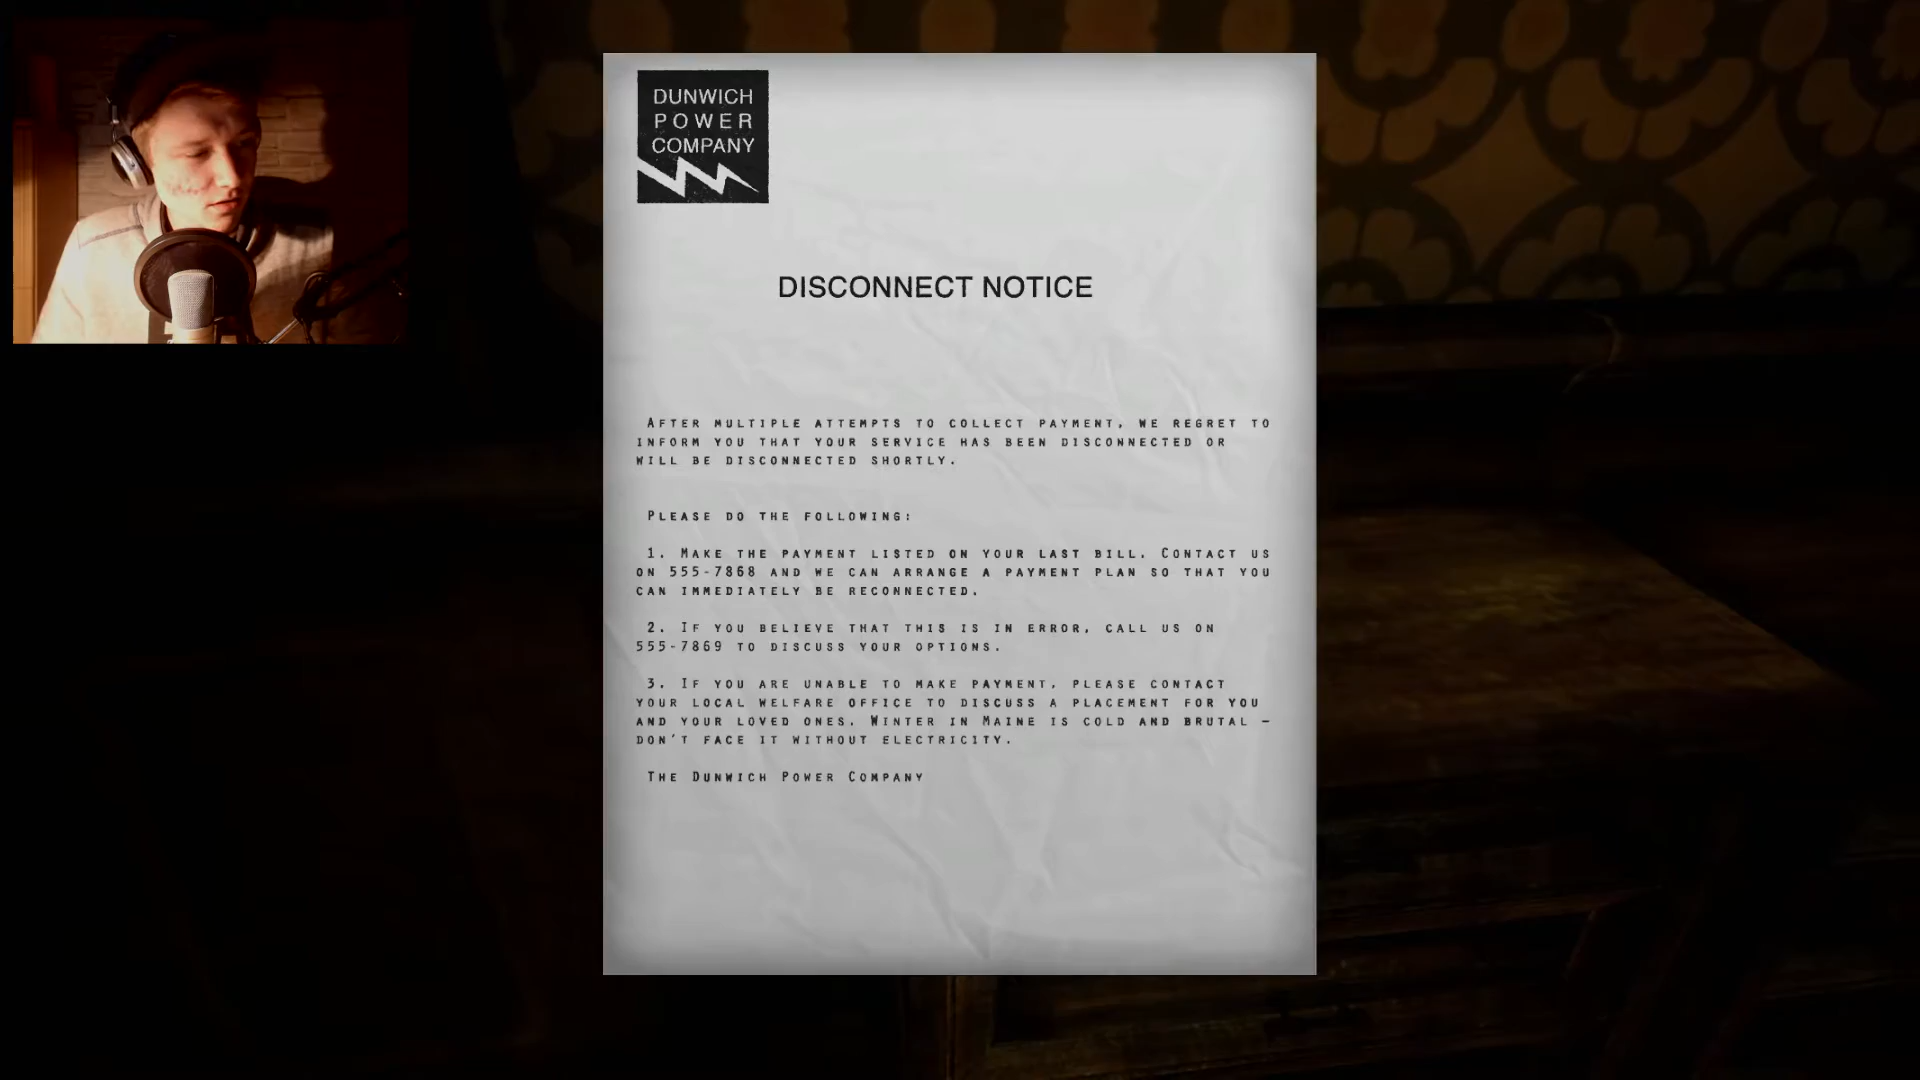 DUNWICH
POWER
COMPANY
DISCONNECT NOTICE
AFTER MULTIPLE ATTEMPTS TO COLLECT PAYMENT, WE REGRET TO
INFORM YOU THAT YOUR SERVICE HAS BEEN DISCONNECTED OR
WILL BE DISCONNECTED SHORTLY.
PLEASE DO THE FOLLOWING:
1. MAKE THE PAYMENT LISTED ON YOUR LAST BILL. CONTACT US
ON 555-7868 AND WE CAN ARRANGE A PAYMENT PLAN SO THAT YOU
CAN IMMEDIATELY BE RECONNECTED.
2. IF YOU BELIEVE THAT THIS IS IN ERROR, CALL US ON
555-7869 TO DISCUSS YOUR OPTIONS.
3. IF YOU ARE UNABLE TO MAKE PAYMENT, PLEASE CONTACT
YOUR LOCAL WELFARE OFFICE TO DISCUSS A PLACEMENT FOR YOU
AND YOUR LOVED ONES. WINTER IN MAINE IS COLD AND BRUTAL –
DON'T FACE IT WITHOUT ELECTRICITY.
THE DUNWICH POWER COMPANY